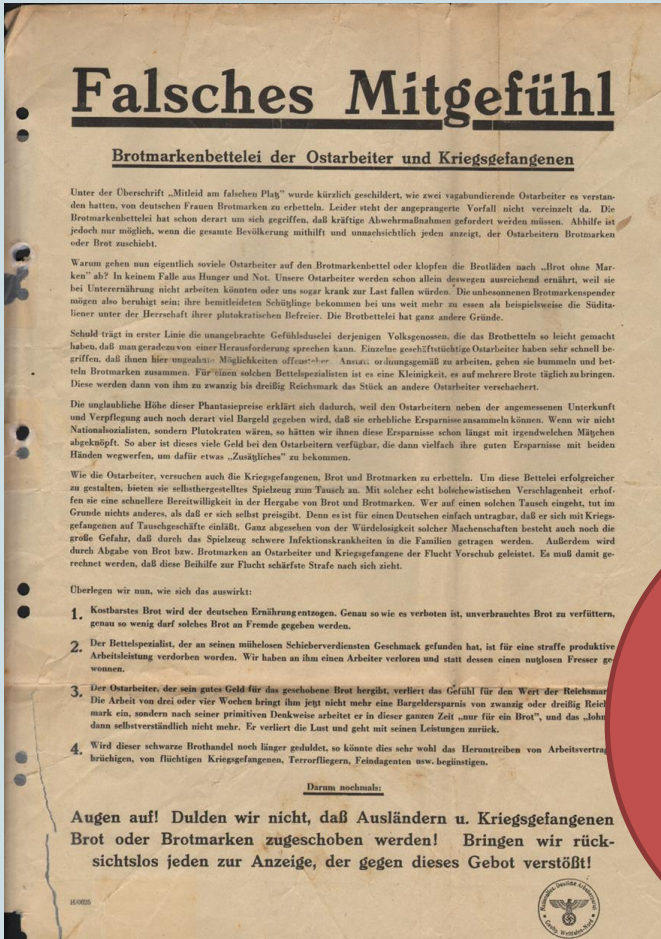 Falsches Mitgefühl
Brotmarkenbettelei der Ostarbeiter und Kriegsgefangenen
Unter der Überschrift „Mitleid am falschen Platz" wurde kürzlich geschildert, wie zwei vagabundierende Ostarbeiter es verstan-
den hatten, von deutschen Frauen Brotmarken zu erbetteln. Leider steht der angeprangerte Vorfall nicht vereinzelt da. Die
Brotmarkenbettelei hat schon derart um sich gegriffen, daß kräftige Abwehrmaßnahmen gefordert werden müssen. Abhilfe ist
jedoch nur möglich, wenn die gesamte Bevölkerung mithilft und unnachsichtlich jeden anzeigt, der Ostarbeitern Brotmarken
oder Brot zuschiebt.
Warum gehen nun eigentlich soviele Ostarbeiter auf den Brotmarkenbettel oder klopfen die Brotläden nach „Brot ohne Mar-
ken" ab? In keinem Falle aus Hunger und Not. Unsere Ostarbeiter werden schon allein deswegen ausreichend ernährt, weil sie
bei Unterernährung nicht arbeiten könnten oder uns sogar krank zur Last fallen würden. Die unbesonnenen Brotmarkenspender
mögen also beruhigt sein; ihre bemitleideten Schützlinge bekommen bei uns weit mehr zu essen als beispielsweise die Südita-
liener unter der Herrschaft ihrer plutokratischen Befreier. Die Brotbettelei hat ganz andere Gründe.
Schuld trägt in erster Linie die unangebrachte Gefühlsduselei derjenigen Volksgenossen, die das Brotbetteln so leicht gemacht
haben, daß man geradezu von einer Herausforderung sprechen kann. Einzelne geschäftstüchtige Ostarbeiter haben sehr schnell be-
griffen, daß ihnen hier ungeahnte Möglichkeiten offenstehen. Anstatt ordnungsgemäß zu arbeiten, gehen sie bummeln und bet-
teln Brotmarken zusammen. Für einen solchen Bettelspezialisten ist es eine Kleinigkeit, es auf mehrere Brote täglich zu bringen.
Diese werden dann von ihm zu zwanzig bis dreißig Reichsmark das Stück an andere Ostarbeiter verschachert.
Die unglaubliche Höhe dieser Phantasiepreise erklärt sich dadurch, weil den Ostarbeitern neben der angemessenen Unterkunft
und Verpflegung auch noch derart viel Bargeld gegeben wird, daß sie erhebliche Ersparnisse ansammeln können. Wenn wir nicht
Nationalsozialisten, sondern Plutokraten wären, so hätten wir ihnen diese Ersparnisse schon längst mit irgendwelchen Mätzchen
abgeknöpft. So aber ist dieses viele Geld bei den Ostarbeitern verfügbar, die dann vielfach ihre guten Ersparnisse mit beiden
Händen wegwerfen, um dafür etwas „Zusätzliches" zu bekommen.
Wie die Ostarbeiter, versuchen auch die Kriegsgefangenen, Brot und Brotmarken zu erbetteln. Um diese Bettelei erfolgreicher
zu gestalten, bieten sie selbsthergestelltes Spielzeug zum Tausch an. Mit solcher echt bolschewistischen Verschlagenheit erhof-
fen sie eine schnellere Bereitwilligkeit in der Hergabe von Brot und Brotmarken. Wer auf einen solchen Tausch eingeht, tut im
Grunde nichts anderes, als daß er sich selbst preisgibt. Denn es ist für einen Deutschen einfach untragbar, daß er sich mit Kriegs-
gefangenen auf Tauschgeschäfte einläßt. Ganz abgesehen von der Würdelosigkeit solcher Machenschaften besteht auch noch die
große Gefahr, daß durch das Spielzeug schwere Infektionskrankheiten in die Familien getragen werden. Außerdem wird
durch Abgabe von Brot bzw. Brotmarken an Ostarbeiter und Kriegsgefangene der Flucht Vorschub geleistet. Es muß damit ge-
rechnet werden, daß diese Beihilfe zur Flucht schärfste Strafe nach sich zieht.
Überlegen wir nun, wie sich das auswirkt:
1. Kostbarstes Brot wird der deutschen Ernährung entzogen. Genau so wie es verboten ist, unverbrauchtes Brot zu verfüttern,
genau so wenig darf solches Brot an Fremde gegeben werden.
2. Der Bettelspezialist, der an seinen mühelosen Schieberverdiensten Geschmack gefunden hat, ist für eine straffe produktive
Arbeitsleistung verdorben worden. Wir haben an ihm einen Arbeiter verloren und statt dessen einen nutzlosen Fresser ge-
wonnen.
3. Der Ostarbeiter, der sein gutes Geld für das geschobene Brot hergibt, verliert das Gefühl für den Wert der Reichsmar
Die Arbeit von drei oder vier Wochen bringt ihm jetzt nicht mehr eine Bargeldersparnis von zwanzig oder dreißig Reich
mark ein, sondern nach seiner primitiven Denkweise arbeitet er in dieser ganzen Zeit „nur für ein Brot", und das „lohn
dann selbstverständlich nicht mehr. Er verliert die Lust und geht mit seinen Leistungen zurück.
4. Wird dieser schwarze Brothandel noch länger geduldet, so könnte dies sehr wohl das Herumtreiben von Arbeitsvertrag
brüchigen, von flüchtigen Kriegsgefangenen, Terrorfliegern, Feindagenten usw. begünstigen.
Darum nochmals:
Augen auf! Dulden wir nicht, daß Ausländern u. Kriegsgefangenen
Brot oder Brotmarken zugeschoben werden! Bringen wir rück-
sichtslos jeden zur Anzeige, der gegen dieses Gebot verstößt!